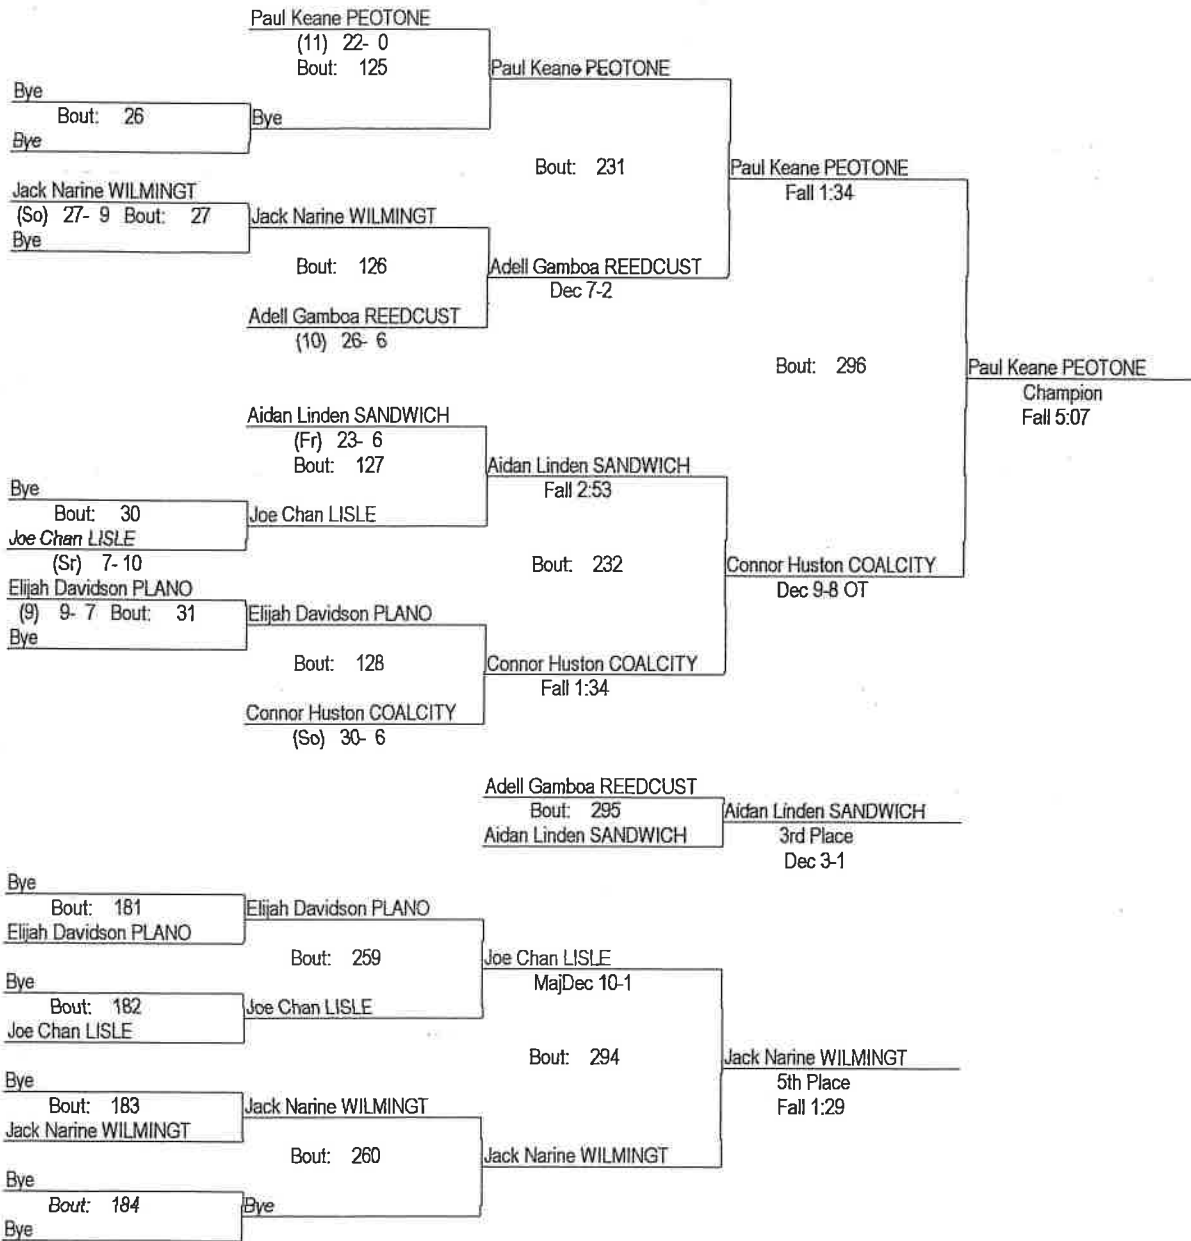 Paul Keane PEOTONE
(11) 22- 0
Bout: 125
Paul Keane PEOTONE
Bye
Bout: 26
Bye
Bye
Bout: 231
Paul Keane PEOTONE
Fall 1:34
Jack Narine WILMINGT
(So) 27- 9 Bout: 27
Bye
Jack Narine WILMINGT
Bout: 126
Adell Gamboa REEDCUST
Dec 7-2
Adell Gamboa REEDCUST
(10) 26- 6
Bout: 296
Paul Keane PEOTONE
Champion
Fall 5:07
Aidan Linden SANDWICH
(Fr) 23- 6
Bout: 127
Aidan Linden SANDWICH
Fall 2:53
Bye
Bout: 30
Joe Chan LISLE
Joe Chan LISLE
(Sr) 7- 10
Bout: 232
Connor Huston COALCITY
Dec 9-8 OT
Elijah Davidson PLANO
(9) 9- 7 Bout: 31
Bye
Elijah Davidson PLANO
Bout: 128
Connor Huston COALCITY
Fall 1:34
Connor Huston COALCITY
(So) 30- 6
Adell Gamboa REEDCUST
Bout: 295
Aidan Linden SANDWICH
Aidan Linden SANDWICH
3rd Place
Dec 3-1
Bye
Bout: 181
Elijah Davidson PLANO
Elijah Davidson PLANO
Bout: 259
Joe Chan LISLE
MajDec 10-1
Bye
Bout: 182
Joe Chan LISLE
Joe Chan LISLE
Bout: 294
Jack Narine WILMINGT
5th Place
Fall 1:29
Bye
Bout: 183
Jack Narine WILMINGT
Jack Narine WILMINGT
Bout: 260
Jack Narine WILMINGT
Bye
Bout: 184
Bye
Bye